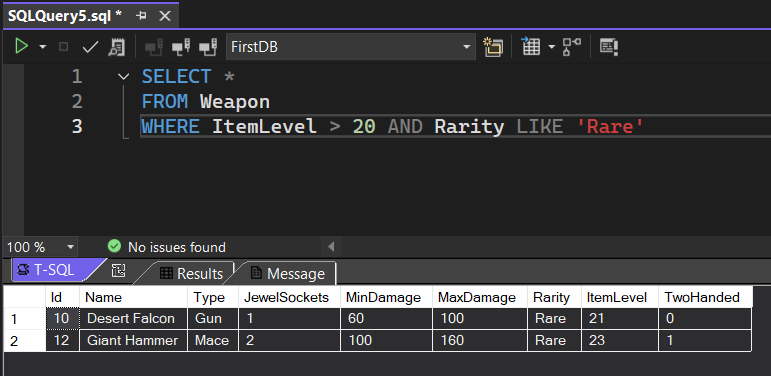 SQLQuery5.sql *
FirstDB
1 SELECT *
2 FROM Weapon
3 WHERE ItemLevel > 20 AND Rarity LIKE 'Rare'
100 % No issues found
T-SQL Results Message
Id Name Type JewelSockets MinDamage MaxDamage Rarity ItemLevel TwoHanded
1 10 Desert Falcon Gun 1 60 100 Rare 21 0
2 12 Giant Hammer Mace 2 100 160 Rare 23 1